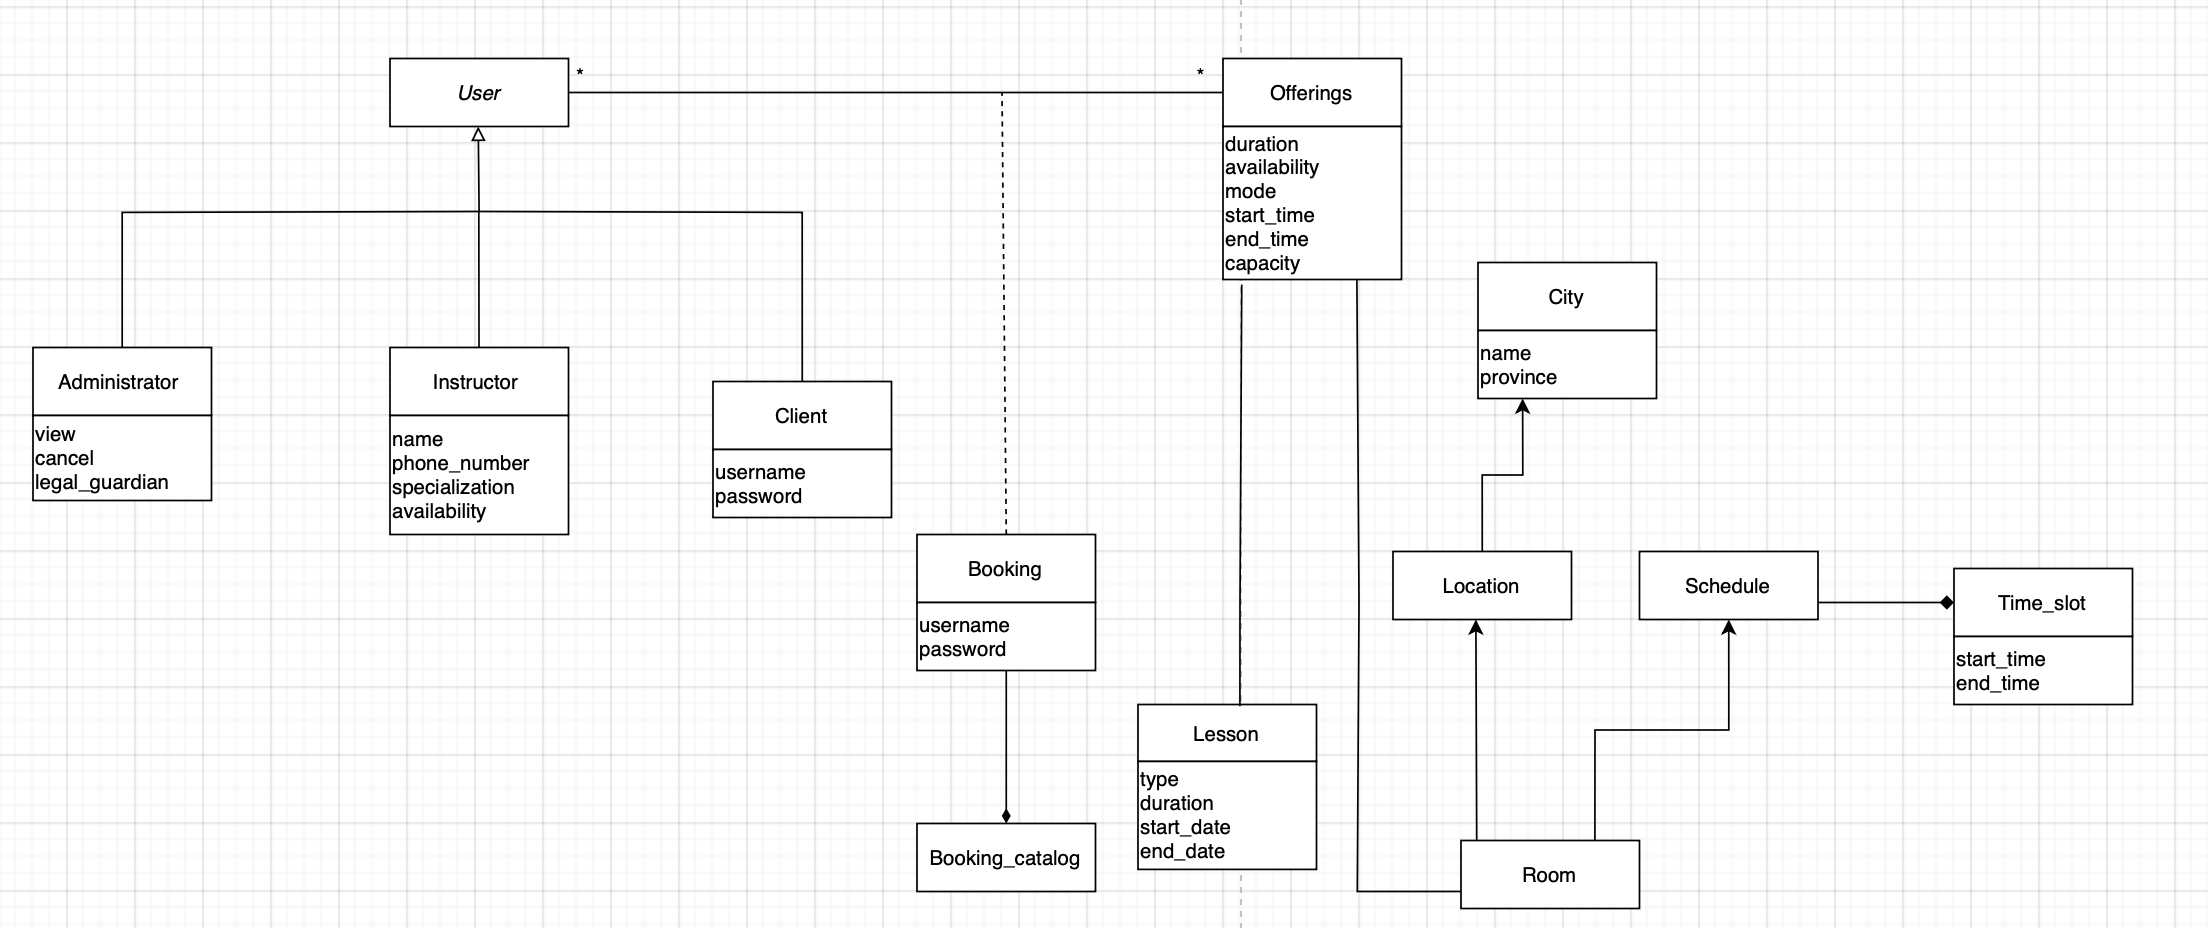 User
*
*
Offerings
duration
availability
mode
start_time
end_time
capacity
City
name
province
Administrator
view
cancel
legal_guardian
Instructor
name
phone_number
specialization
availability
Client
username
password
Booking
username
password
Location
Schedule
Time_slot
start_time
end_time
Lesson
type
duration
start_date
end_date
Booking_catalog
Room